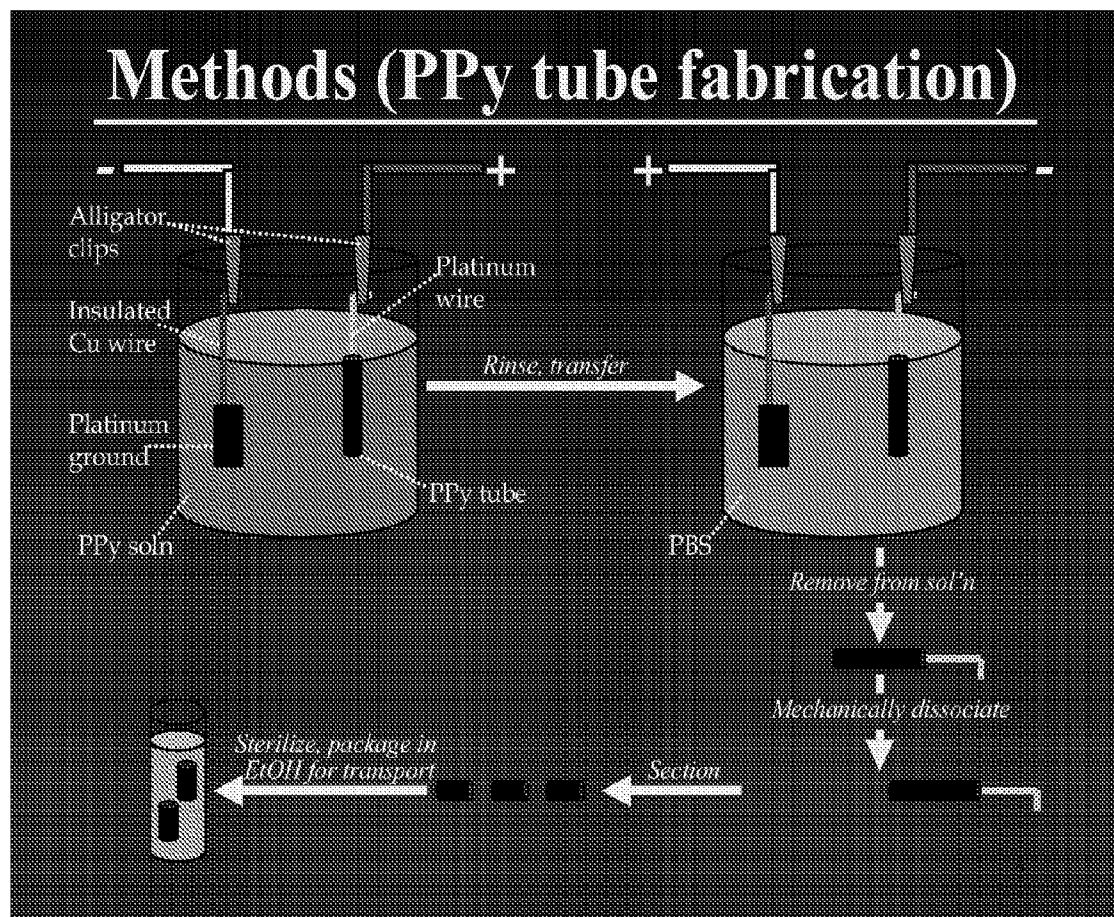 Methods (PPy tube fabrication)
- + + -
Alligator
clips
Platinum
wire
Insulated
Cu wire
Rinse, transfer
Platinum
ground
PPy tube
PPy soln
PBS
Remove from sol'n
Mechanically dissociate
Sterilize, package in
EtOH for transport
Section